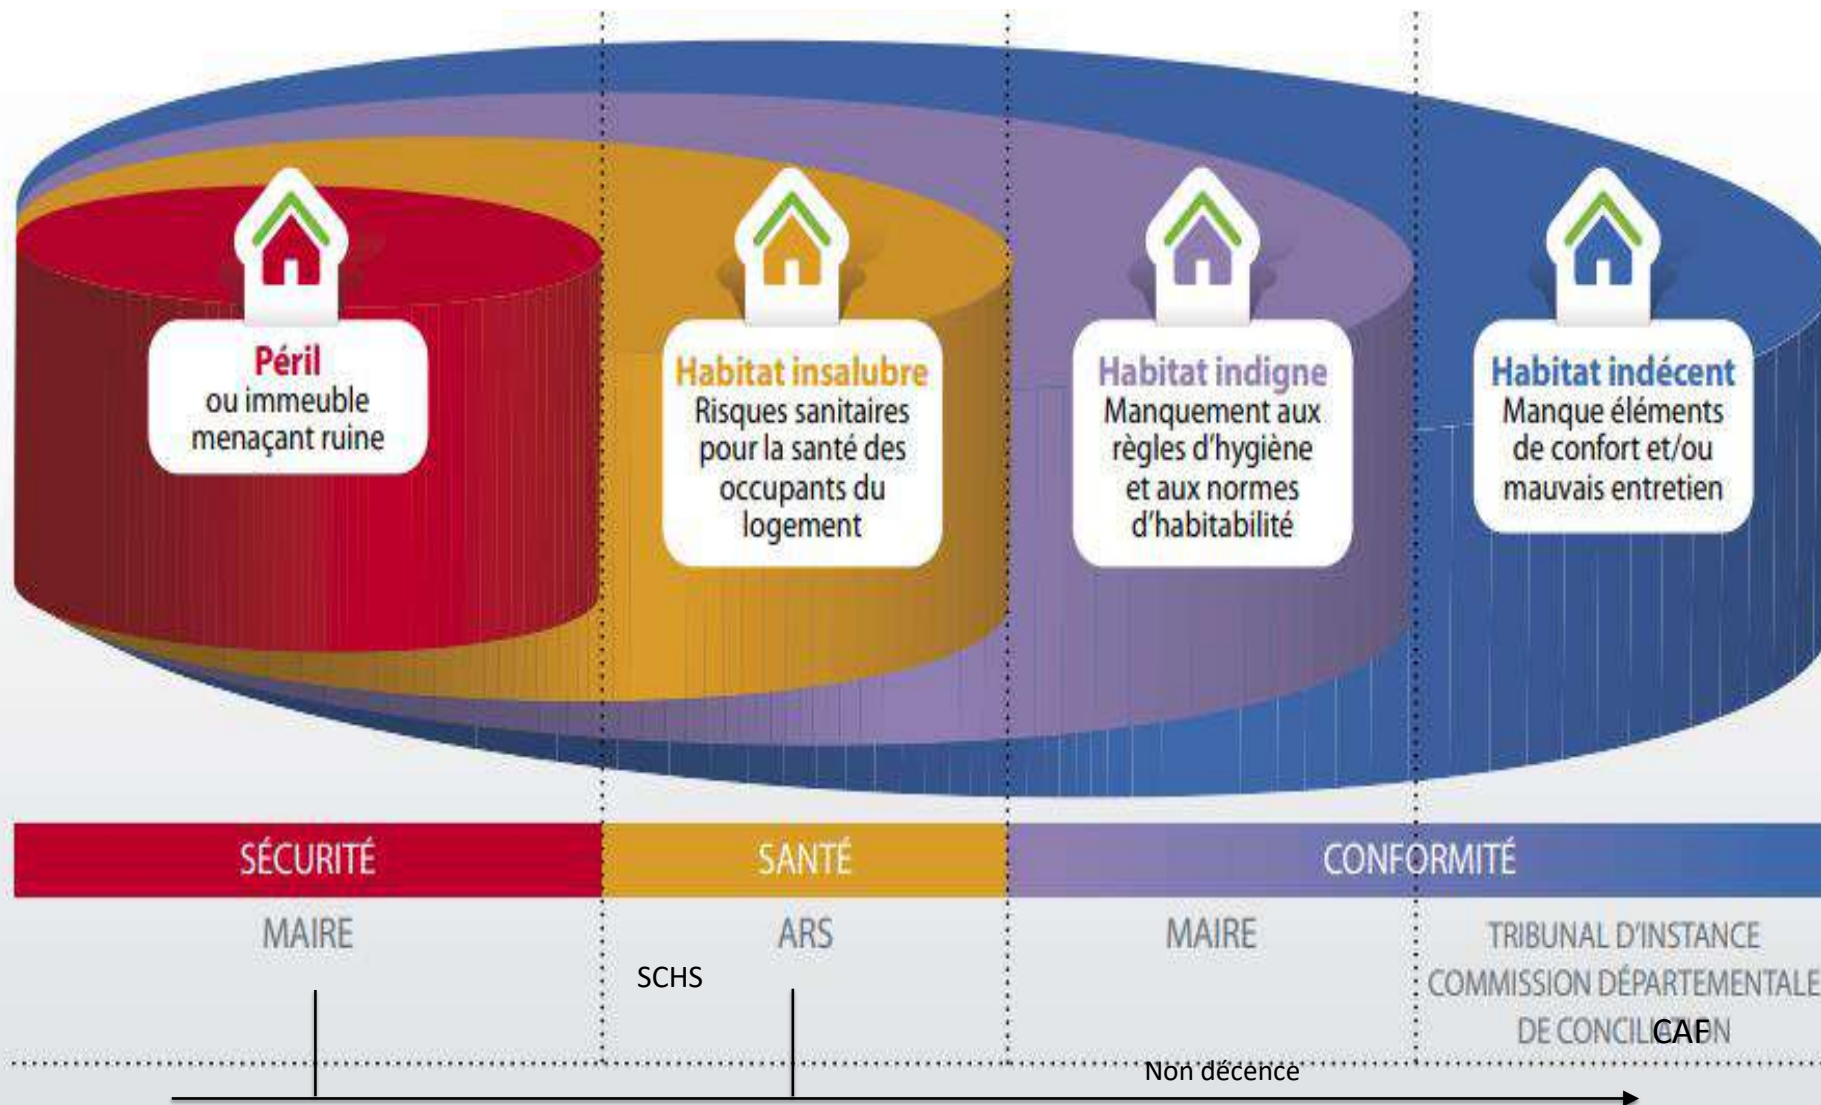 Péril
ou immeuble
menaçant ruine
Habitat insalubre
Risques sanitaires
pour la santé des
occupants du
logement
Habitat indigne
Manquement aux
règles d'hygiène
et aux normes
d'habitabilité
Habitat indécent
Manque éléments
de confort et/ou
mauvais entretien
SÉCURITÉ
SANTÉ
CONFORMITÉ
MAIRE
ARS
MAIRE
TRIBUNAL D'INSTANCE
COMMISSION DÉPARTEMENTALE
DE CONCILIATION
SCHS
CAF
Non décence